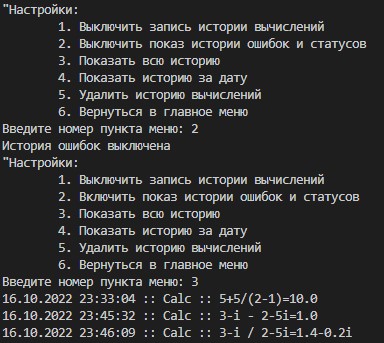 "Настройки:
1. Выключить запись истории вычислений
2. Выключить показ истории ошибок и статусов
3. Показать всю историю
4. Показать историю за дату
5. Удалить историю вычислений
6. Вернуться в главное меню
Введите номер пункта меню: 2
История ошибок выключена
"Настройки:
1. Выключить запись истории вычислений
2. Включить показ истории ошибок и статусов
3. Показать всю историю
4. Показать историю за дату
5. Удалить историю вычислений
6. Вернуться в главное меню
Введите номер пункта меню: 3
16.10.2022 23:33:04 :: Calc :: 5+5/(2-1)=10.0
16.10.2022 23:45:32 :: Calc :: 3-i - 2-5i=1.0
16.10.2022 23:46:09 :: Calc :: 3-i / 2-5i=1.4-0.2i